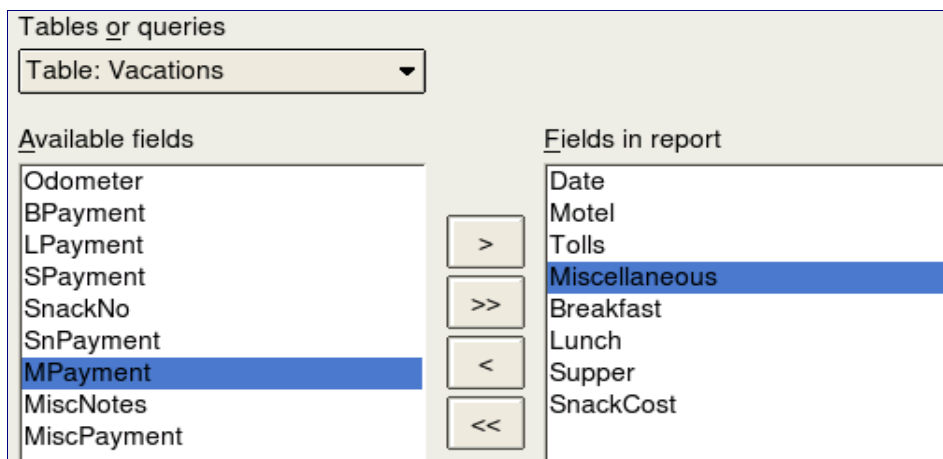 Tables or queries
Table: Vacations
Available fields
Odometer
BPayment
LPayment
SPayment
SnackNo
SnPayment
MPayment
MiscNotes
MiscPayment
>
>>
<
<<
Fields in report
Date
Motel
Tolls
Miscellaneous
Breakfast
Lunch
Supper
SnackCost